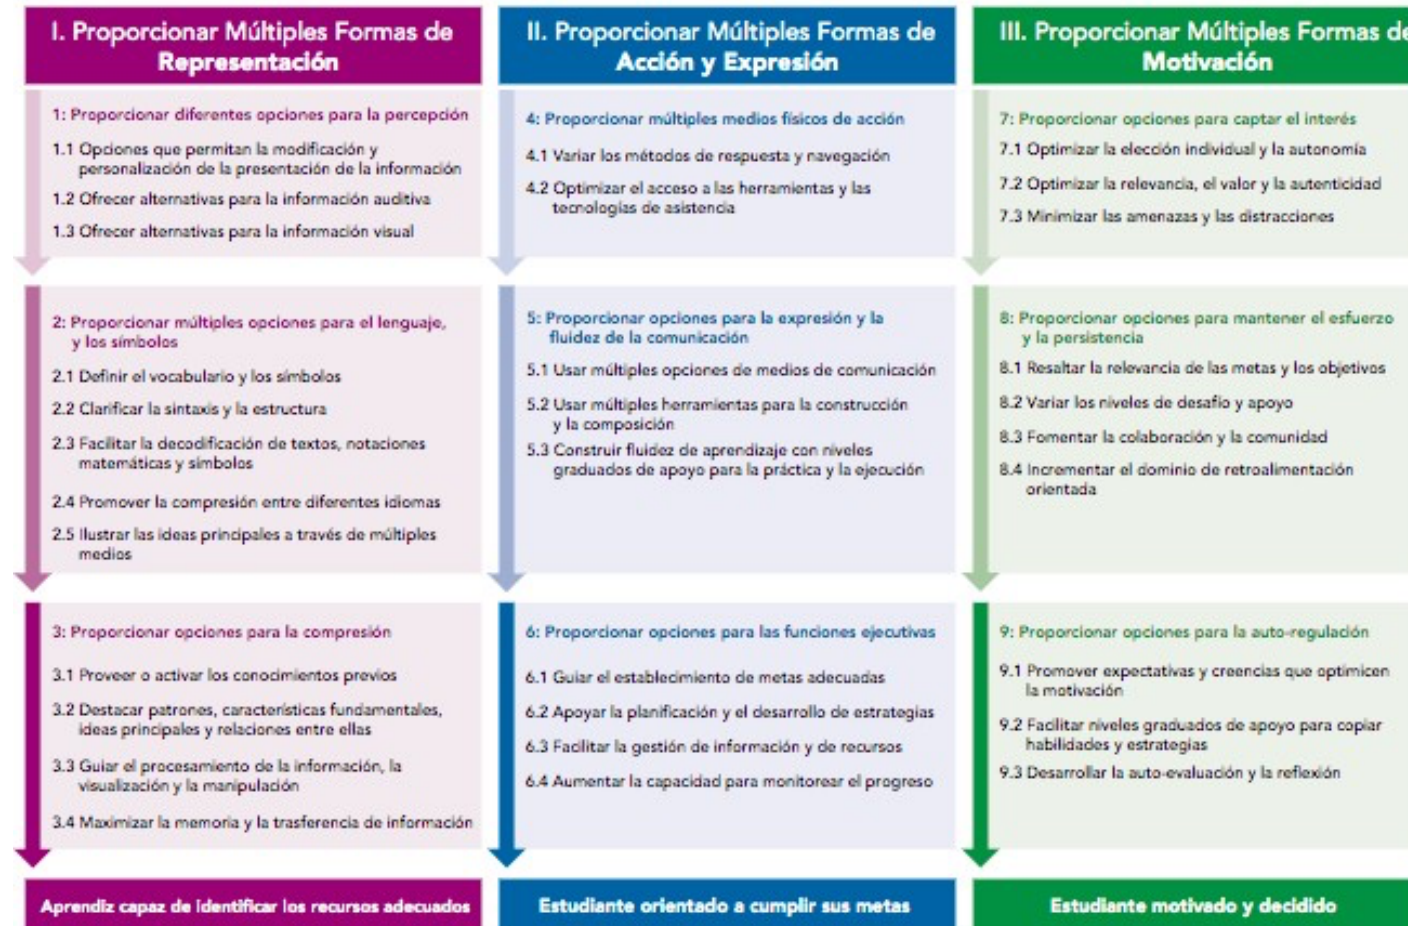 I. Proporcionar Múltiples Formas de
Representación
1: Proporcionar diferentes opciones para la percepción
1.1 Opciones que permitan la modificación y
personalización de la presentación de la información
1.2 Ofrecer alternativas para la información auditiva
1.3 Ofrecer alternativas para la información visual
2: Proporcionar múltiples opciones para el lenguaje,
y los símbolos
2.1 Definir el vocabulario y los símbolos
2.2 Clarificar la sintaxis y la estructura
2.3 Facilitar la decodificación de textos, notaciones
matemáticas y símbolos
2.4 Promover la compresión entre diferentes idiomas
2.5 Ilustrar las ideas principales a través de múltiples
medios
3: Proporcionar opciones para la compresión
3.1 Proveer o activar los conocimientos previos
3.2 Destacar patrones, características fundamentales,
ideas principales y relaciones entre ellas
3.3 Guiar el procesamiento de la información, la
visualización y la manipulación
3.4 Maximizar la memoria y la trasferencia de información
Aprendiz capaz de identificar los recursos adecuados
II. Proporcionar Múltiples Formas de
Acción y Expresión
4: Proporcionar múltiples medios físicos de acción
4.1 Variar los métodos de respuesta y navegación
4.2 Optimizar el acceso a las herramientas y las
tecnologías de asistencia
5: Proporcionar opciones para la expresión y la
fluidez de la comunicación
5.1 Usar múltiples opciones de medios de comunicación
5.2 Usar múltiples herramientas para la construcción
y la composición
5.3 Construir fluidez de aprendizaje con niveles
graduados de apoyo para la práctica y la ejecución
6: Proporcionar opciones para las funciones ejecutivas
6.1 Guiar el establecimiento de metas adecuadas
6.2 Apoyar la planificación y el desarrollo de estrategias
6.3 Facilitar la gestión de información y de recursos
6.4 Aumentar la capacidad para monitorear el progreso
Estudiante orientado a cumplir sus metas
III. Proporcionar Múltiples Formas de
Motivación
7: Proporcionar opciones para captar el interés
7.1 Optimizar la elección individual y la autonomía
7.2 Optimizar la relevancia, el valor y la autenticidad
7.3 Minimizar las amenazas y las distracciones
8: Proporcionar opciones para mantener el esfuerzo
y la persistencia
8.1 Resaltar la relevancia de las metas y los objetivos
8.2 Variar los niveles de desafío y apoyo
8.3 Fomentar la colaboración y la comunidad
8.4 Incrementar el dominio de retroalimentación
orientada
9: Proporcionar opciones para la auto-regulación
9.1 Promover expectativas y creencias que optimicen
la motivación
9.2 Facilitar niveles graduados de apoyo para copiar
habilidades y estrategias
9.3 Desarrollar la auto-evaluación y la reflexión
Estudiante motivado y decidido